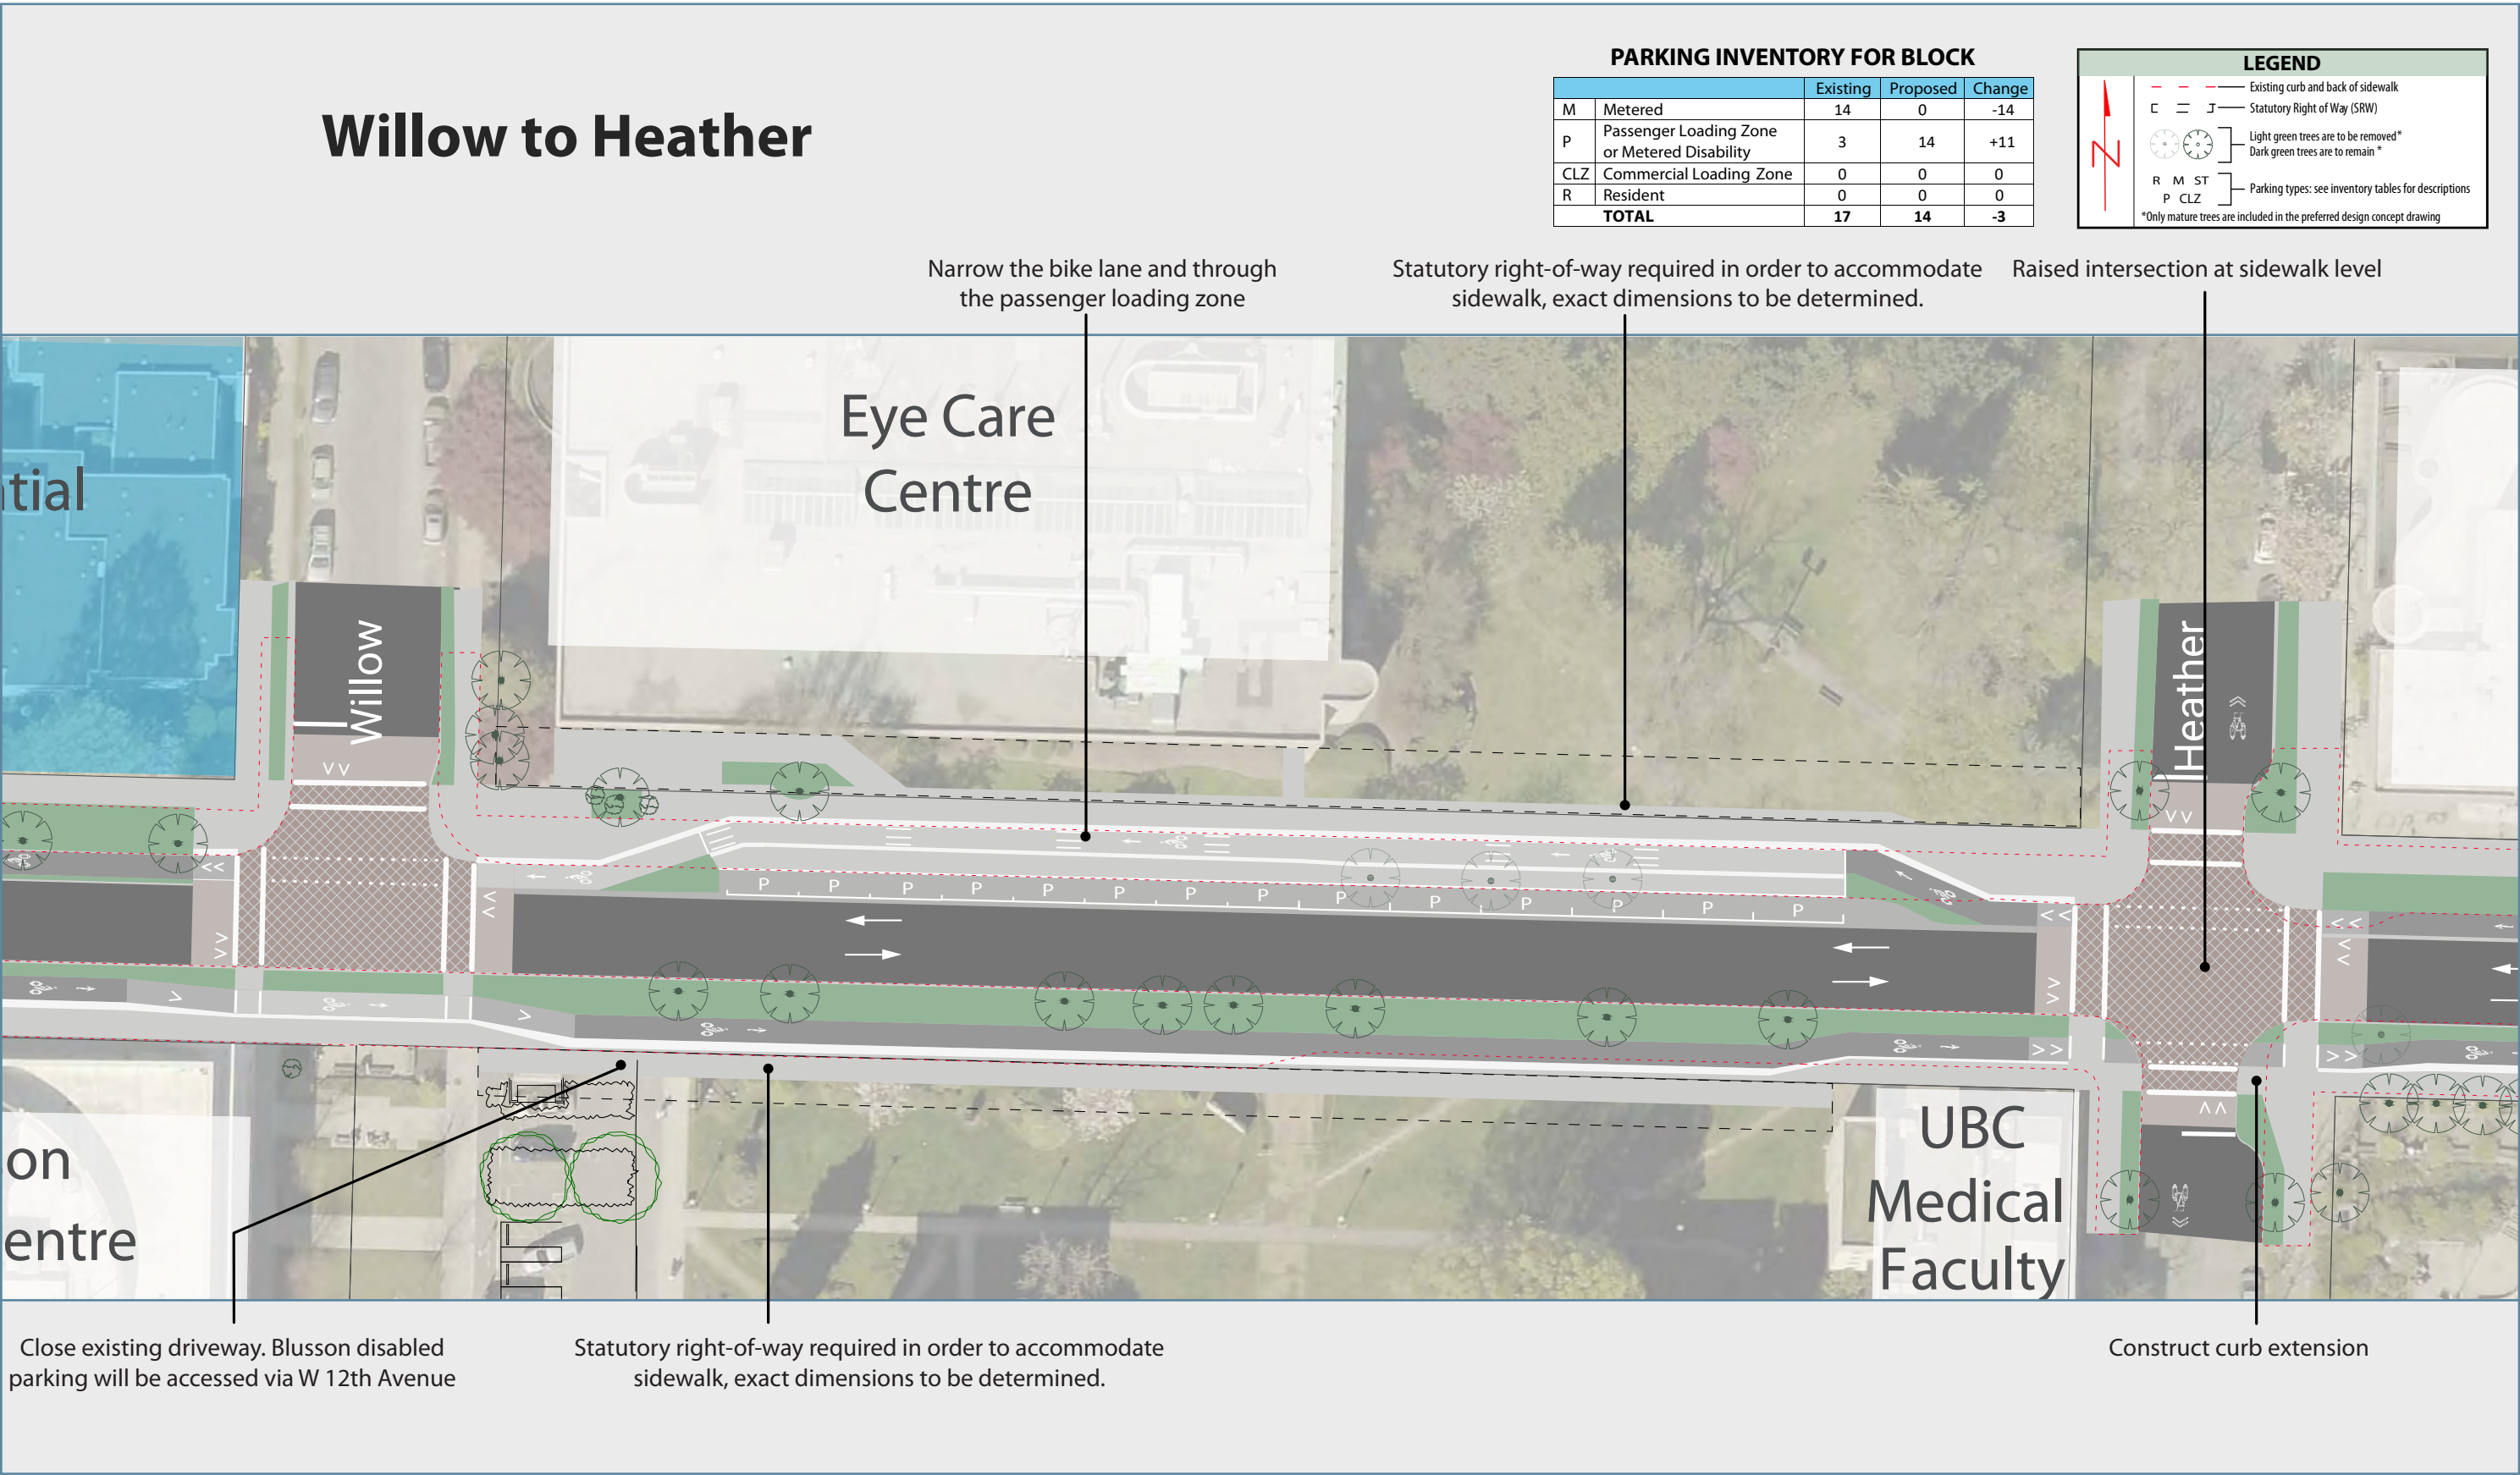 Willow to Heather
PARKING INVENTORY FOR BLOCK
Existing Proposed Change
M Metered 14 0 -14
P Passenger Loading Zone
or Metered Disability 3 14 +11
CLZ Commercial Loading Zone 0 0 0
R Resident 0 0 0
TOTAL 17 14 -3
LEGEND
N
Existing curb and back of sidewalk
Statutory Right of Way (SRW)
Light green trees are to be removed*
Dark green trees are to remain *
R M ST
P CLZ
Parking types: see inventory tables for descriptions
*Only mature trees are included in the preferred design concept drawing
Narrow the bike lane and through
the passenger loading zone
Statutory right-of-way required in order to accommodate
sidewalk, exact dimensions to be determined.
Raised intersection at sidewalk level
Eye Care
Centre
tial
Willow
Heather
P P P P P P P P P P P P P P
on
entre
UBC
Medical
Faculty
Close existing driveway. Blusson disabled
parking will be accessed via W 12th Avenue
Statutory right-of-way required in order to accommodate
sidewalk, exact dimensions to be determined.
Construct curb extension